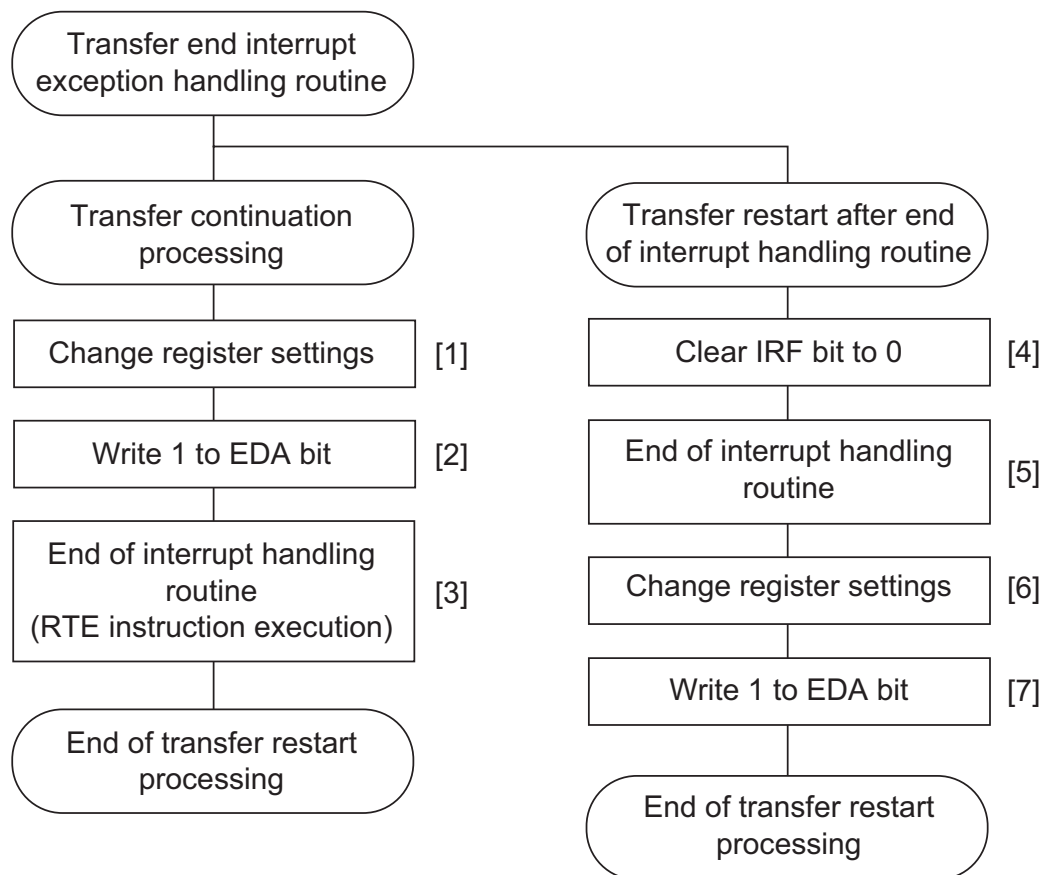 Transfer end interrupt
exception handling routine
Transfer continuation
processing
Change register settings [1]
Write 1 to EDA bit [2]
End of interrupt handling
routine
(RTE instruction execution)
[3]
End of transfer restart
processing
Transfer restart after end
of interrupt handling routine
Clear IRF bit to 0 [4]
End of interrupt handling
routine
[5]
Change register settings [6]
Write 1 to EDA bit [7]
End of transfer restart
processing